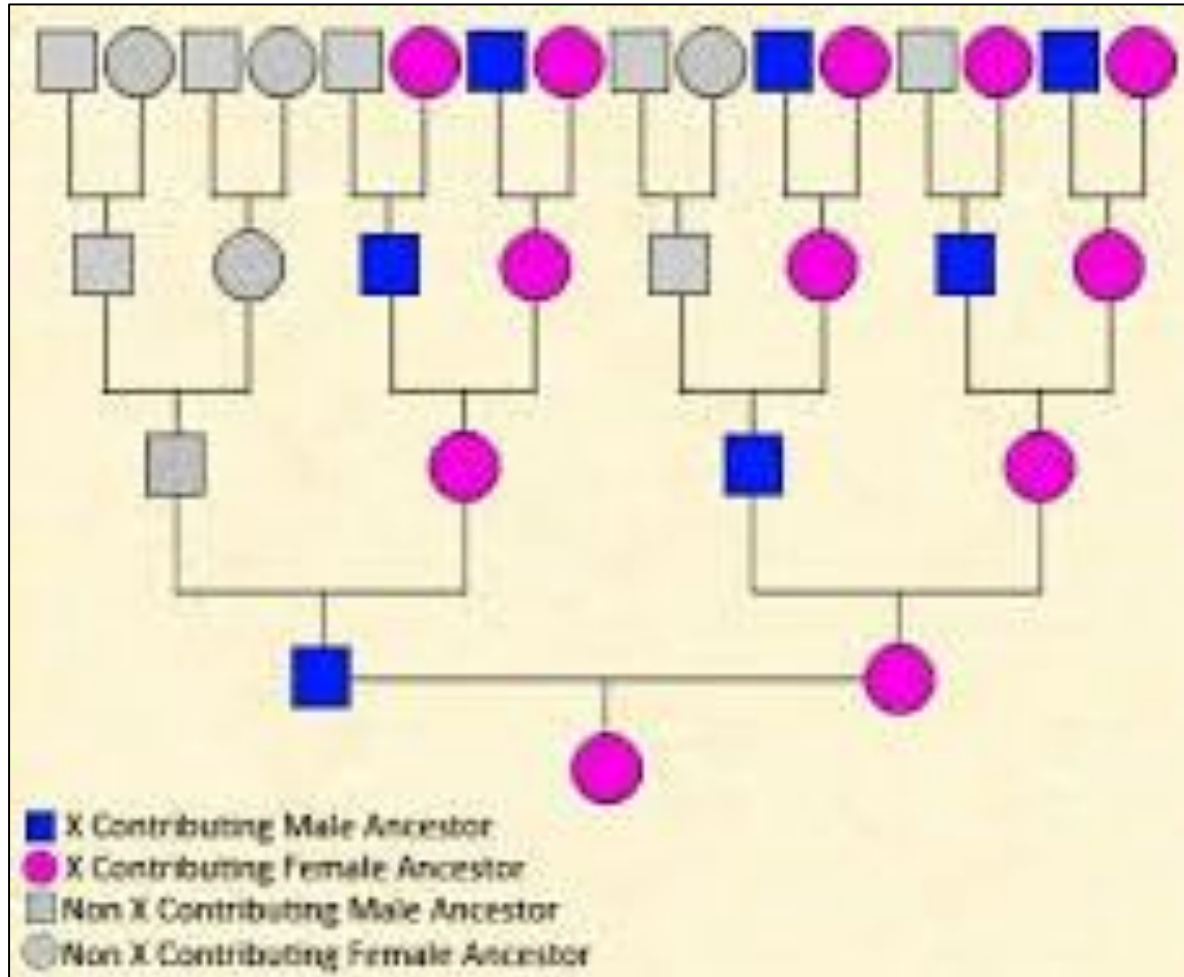 X Contributing Male Ancestor
X Contributing Female Ancestor
Non X Contributing Male Ancestor
Non X Contributing Female Ancestor